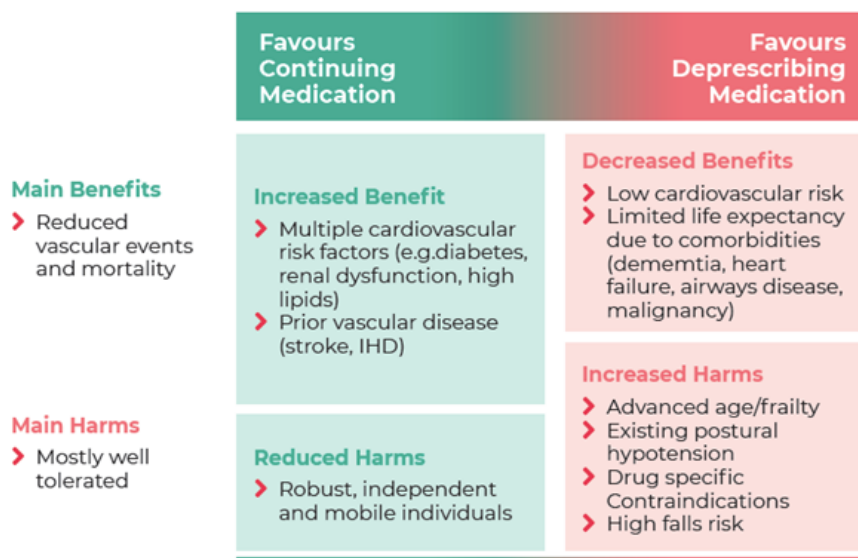 Favours
Continuing
Medication
Favours
Deprescribing
Medication
Main Benefits
Reduced
vascular events
and mortality
Increased Benefit
Multiple cardiovascular
risk factors (e.g.diabetes,
renal dysfunction, high
lipids)
Prior vascular disease
(stroke, IHD)
Decreased Benefits
Low cardiovascular risk
Limited life expectancy
due to comorbidities
(dememtia, heart
failure, airways disease,
malignancy)
Main Harms
Mostly well
tolerated
Reduced Harms
Robust, independent
and mobile individuals
Increased Harms
Advanced age/frailty
Existing postural
hypotension
Drug specific
Contraindications
High falls risk